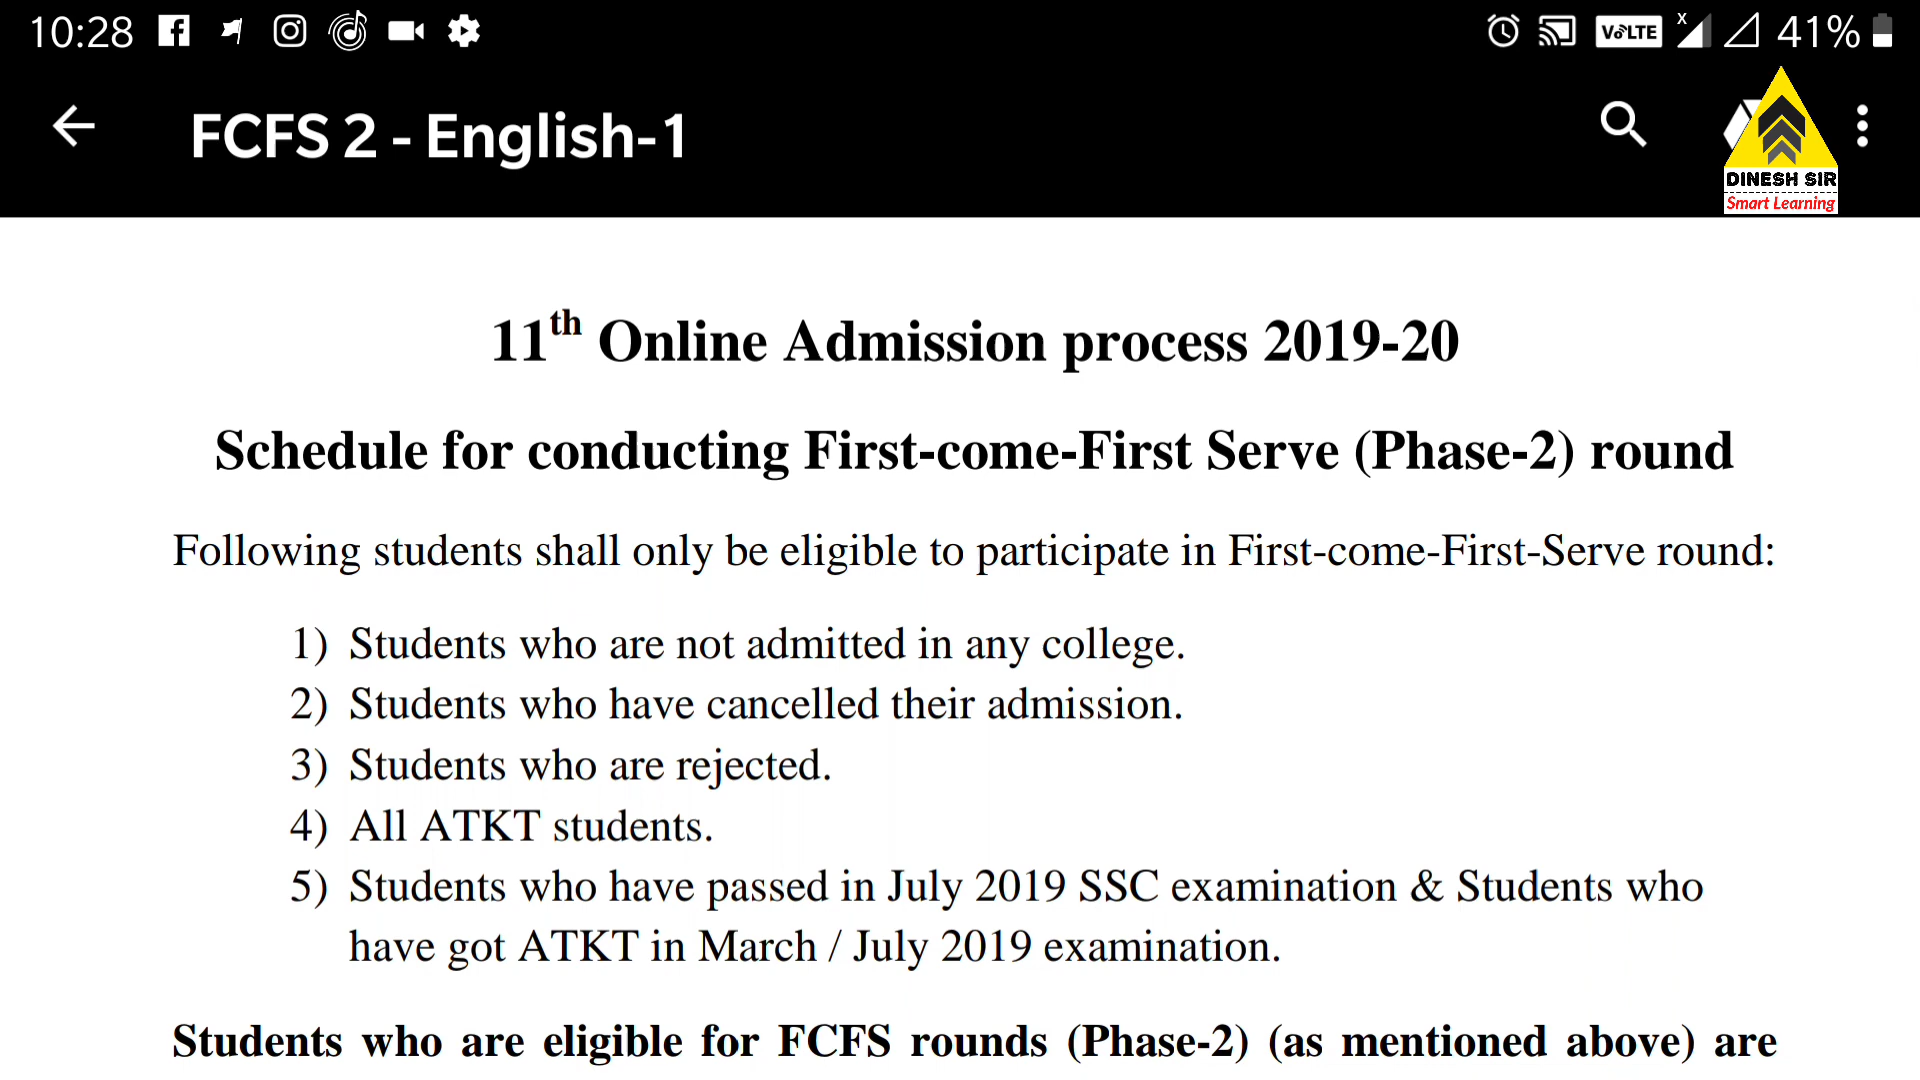 10:28
VoLTE
x
41%
FCFS 2 - English-1
DINESH SIR
Smart Learning
11th Online Admission process 2019-20
Schedule for conducting First-come-First Serve (Phase-2) round
Following students shall only be eligible to participate in First-come-First-Serve round:
1) Students who are not admitted in any college.
2) Students who have cancelled their admission.
3) Students who are rejected.
4) All ATKT students.
5) Students who have passed in July 2019 SSC examination & Students who
have got ATKT in March / July 2019 examination.
Students who are eligible for FCFS rounds (Phase-2) (as mentioned above) are